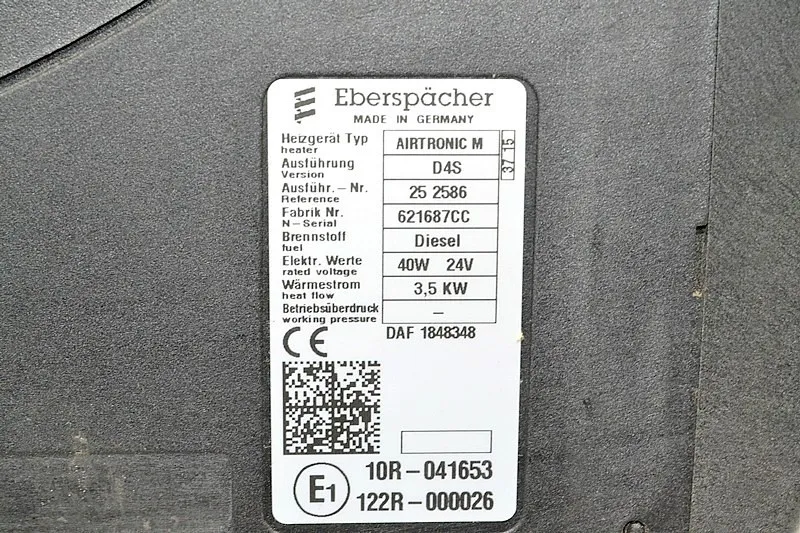 Eberspächer
MADE IN GERMANY
Heizgerät Typ
heater
AIRTRONIC M
37 15
Ausführung
Version
D4S
Ausführ. – Nr.
Reference
25 2586
Fabrik Nr.
N – Serial
621687CC
Brennstoff
fuel
Diesel
Elektr. Werte
rated voltage
40W 24V
Wärmestrom
heat flow
3,5 KW
Betriebsüberdruck
working pressure
–
DAF 1848348
CE
E1
10R – 041653
122R – 000026